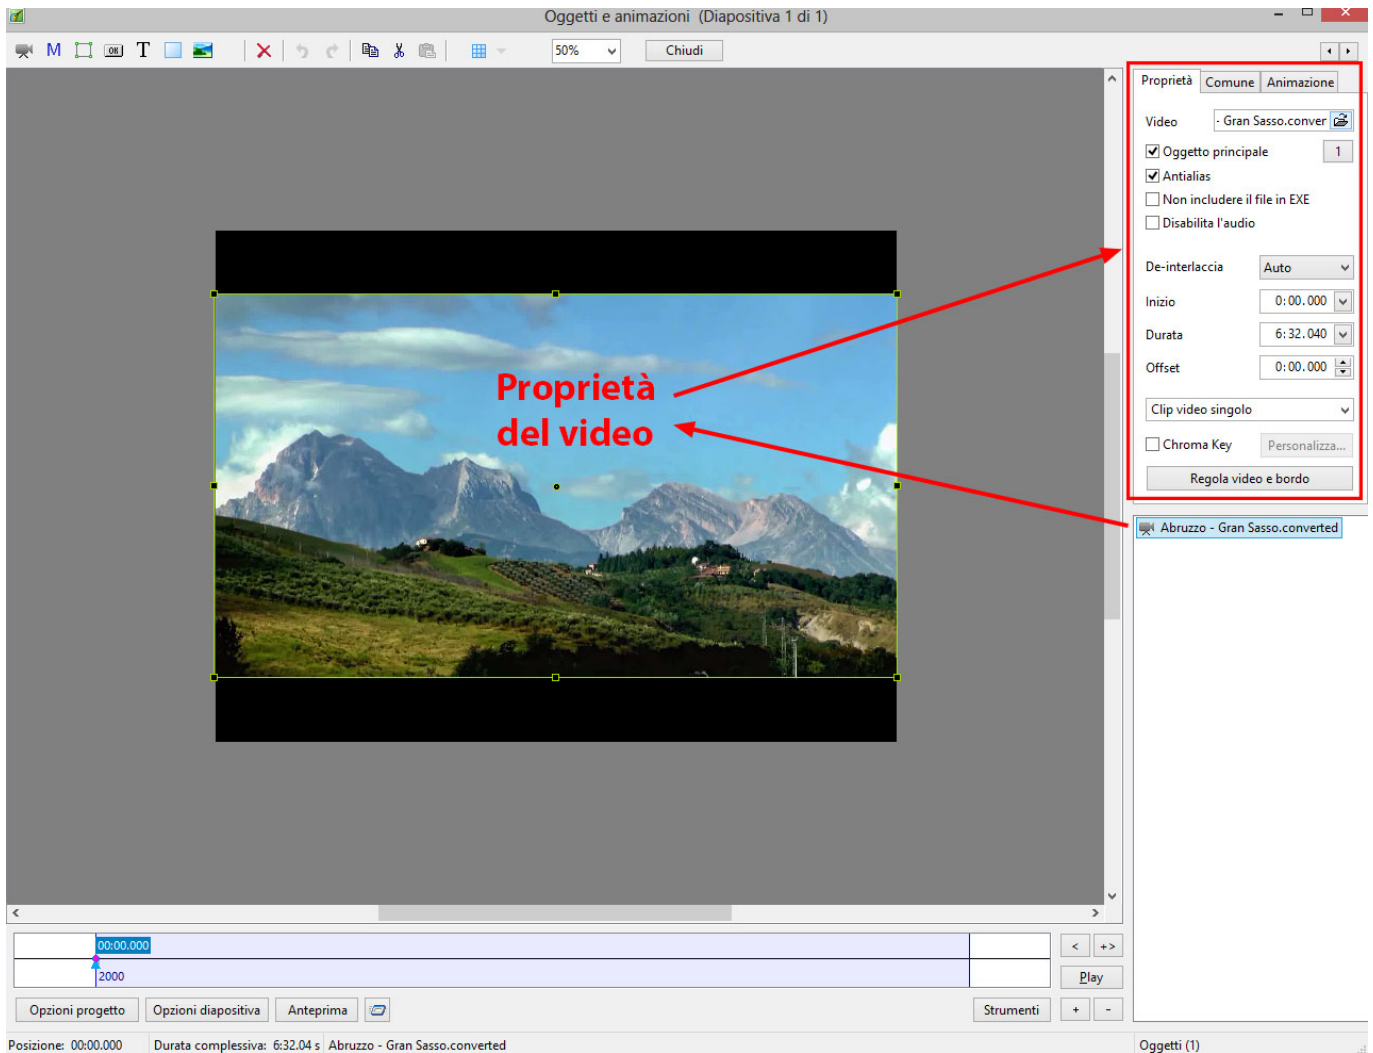 Oggetti e animazioni (Diapositiva 1 di 1)
M OK T 50% Chiudi
Proprietà Comune Animazione
Video - Gran Sasso.conver
Oggetto principale 1
Antialias
Non includere il file in EXE
Disabilita l'audio
De-interlaccia Auto
Inizio 0:00.000
Durata 6:32.040
Offset 0:00.000
Clip video singolo
Chroma Key Personalizza...
Regola video e bordo
Proprietà
del video
Abruzzo - Gran Sasso.converted
00:00.000 < +>
2000 Play
Opzioni progetto Opzioni diapositiva Anteprima Strumenti + -
Posizione: 00:00.000 Durata complessiva: 6:32.04 s Abruzzo - Gran Sasso.converted Oggetti (1)